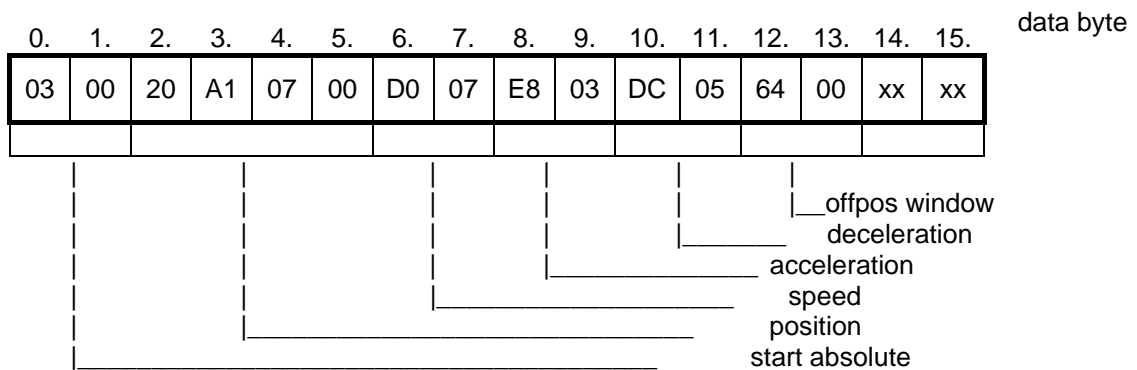 data byte
0. 1. 2. 3. 4. 5. 6. 7. 8. 9. 10. 11. 12. 13. 14. 15.
03 00 20 A1 07 00 D0 07 E8 03 DC 05 64 00 xx xx
offpos window
deceleration
acceleration
speed
position
start absolute